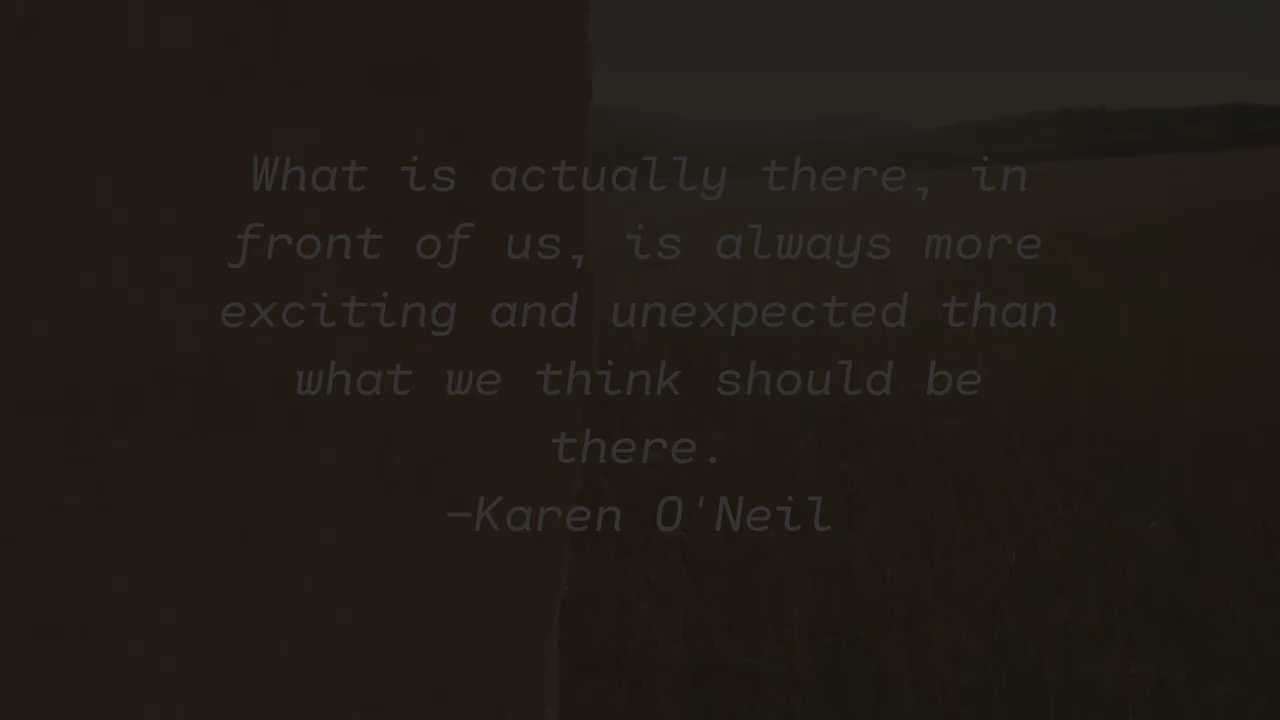 What is actually there, in
front of us, is always more
exciting and unexpected than
what we think should be
there.
—Karen O'Neil